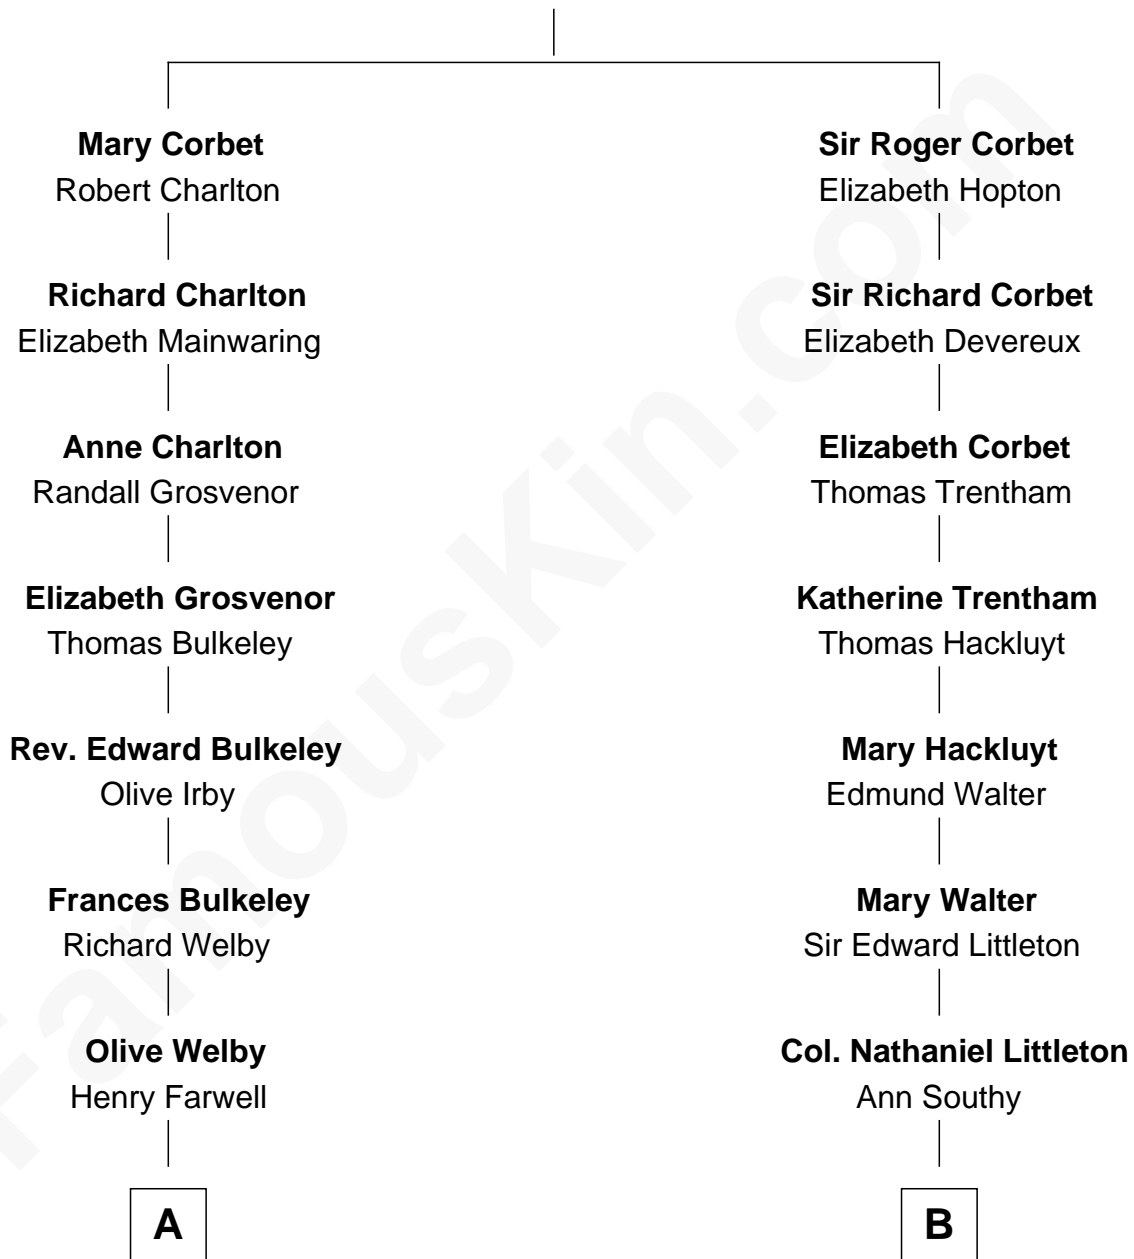 Mary Corbet
Robert Charlton
Richard Charlton
Elizabeth Mainwaring
Anne Charlton
Randall Grosvenor
Elizabeth Grosvenor
Thomas Bulkeley
Rev. Edward Bulkeley
Olive Irby
Frances Bulkeley
Richard Welby
Olive Welby
Henry Farwell
A
Sir Roger Corbet
Elizabeth Hopton
Sir Richard Corbet
Elizabeth Devereux
Elizabeth Corbet
Thomas Trentham
Katherine Trentham
Thomas Hackluyt
Mary Hackluyt
Edmund Walter
Mary Walter
Sir Edward Littleton
Col. Nathaniel Littleton
Ann Southy
B
FamousKin.com